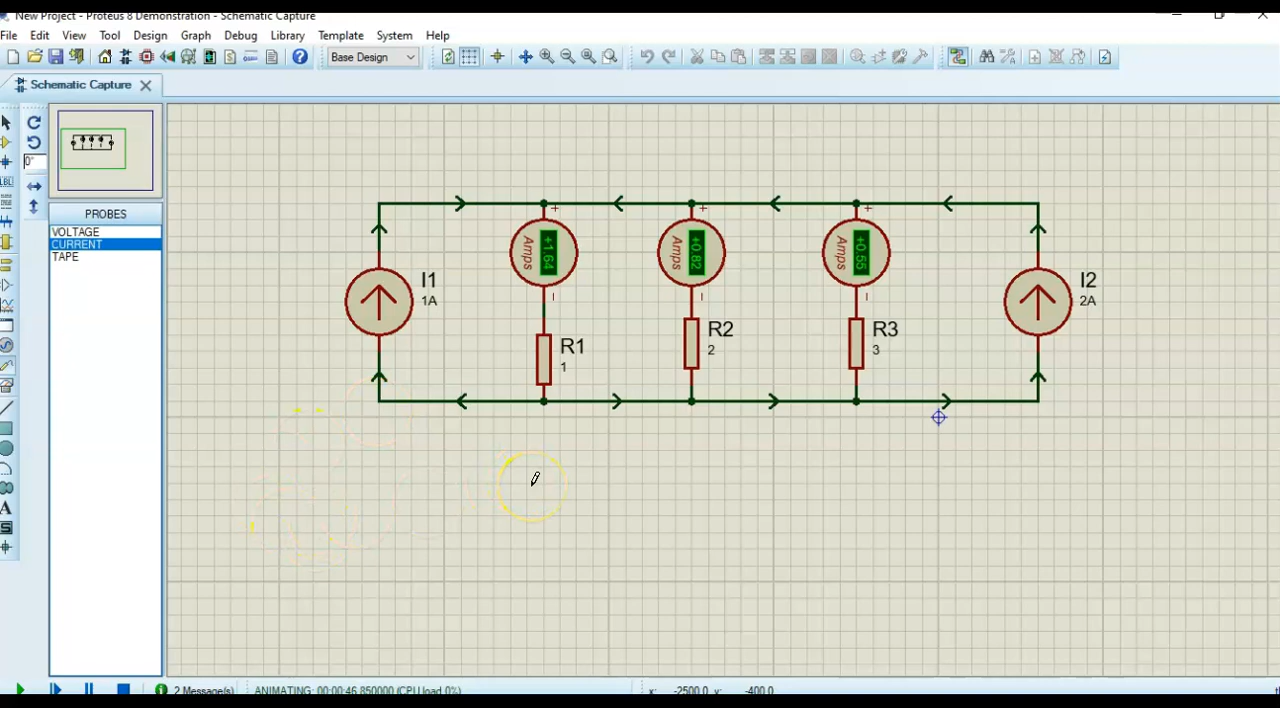 New Project - Proteus 8 Demonstration - Schematic Capture
File Edit View Tool Design Graph Debug Library Template System Help
Base Design
Schematic Capture
0°
PROBES
VOLTAGE
CURRENT
TAPE
+
+
+
Amps +1.64
Amps +0.82
Amps +0.55
I1
1A
I2
2A
R1
1
R2
2
R3
3
2 Message(s)
ANIMATING: 00:00:46.850000 (CPU load 0%)
x: -2500.0 y: -400.0